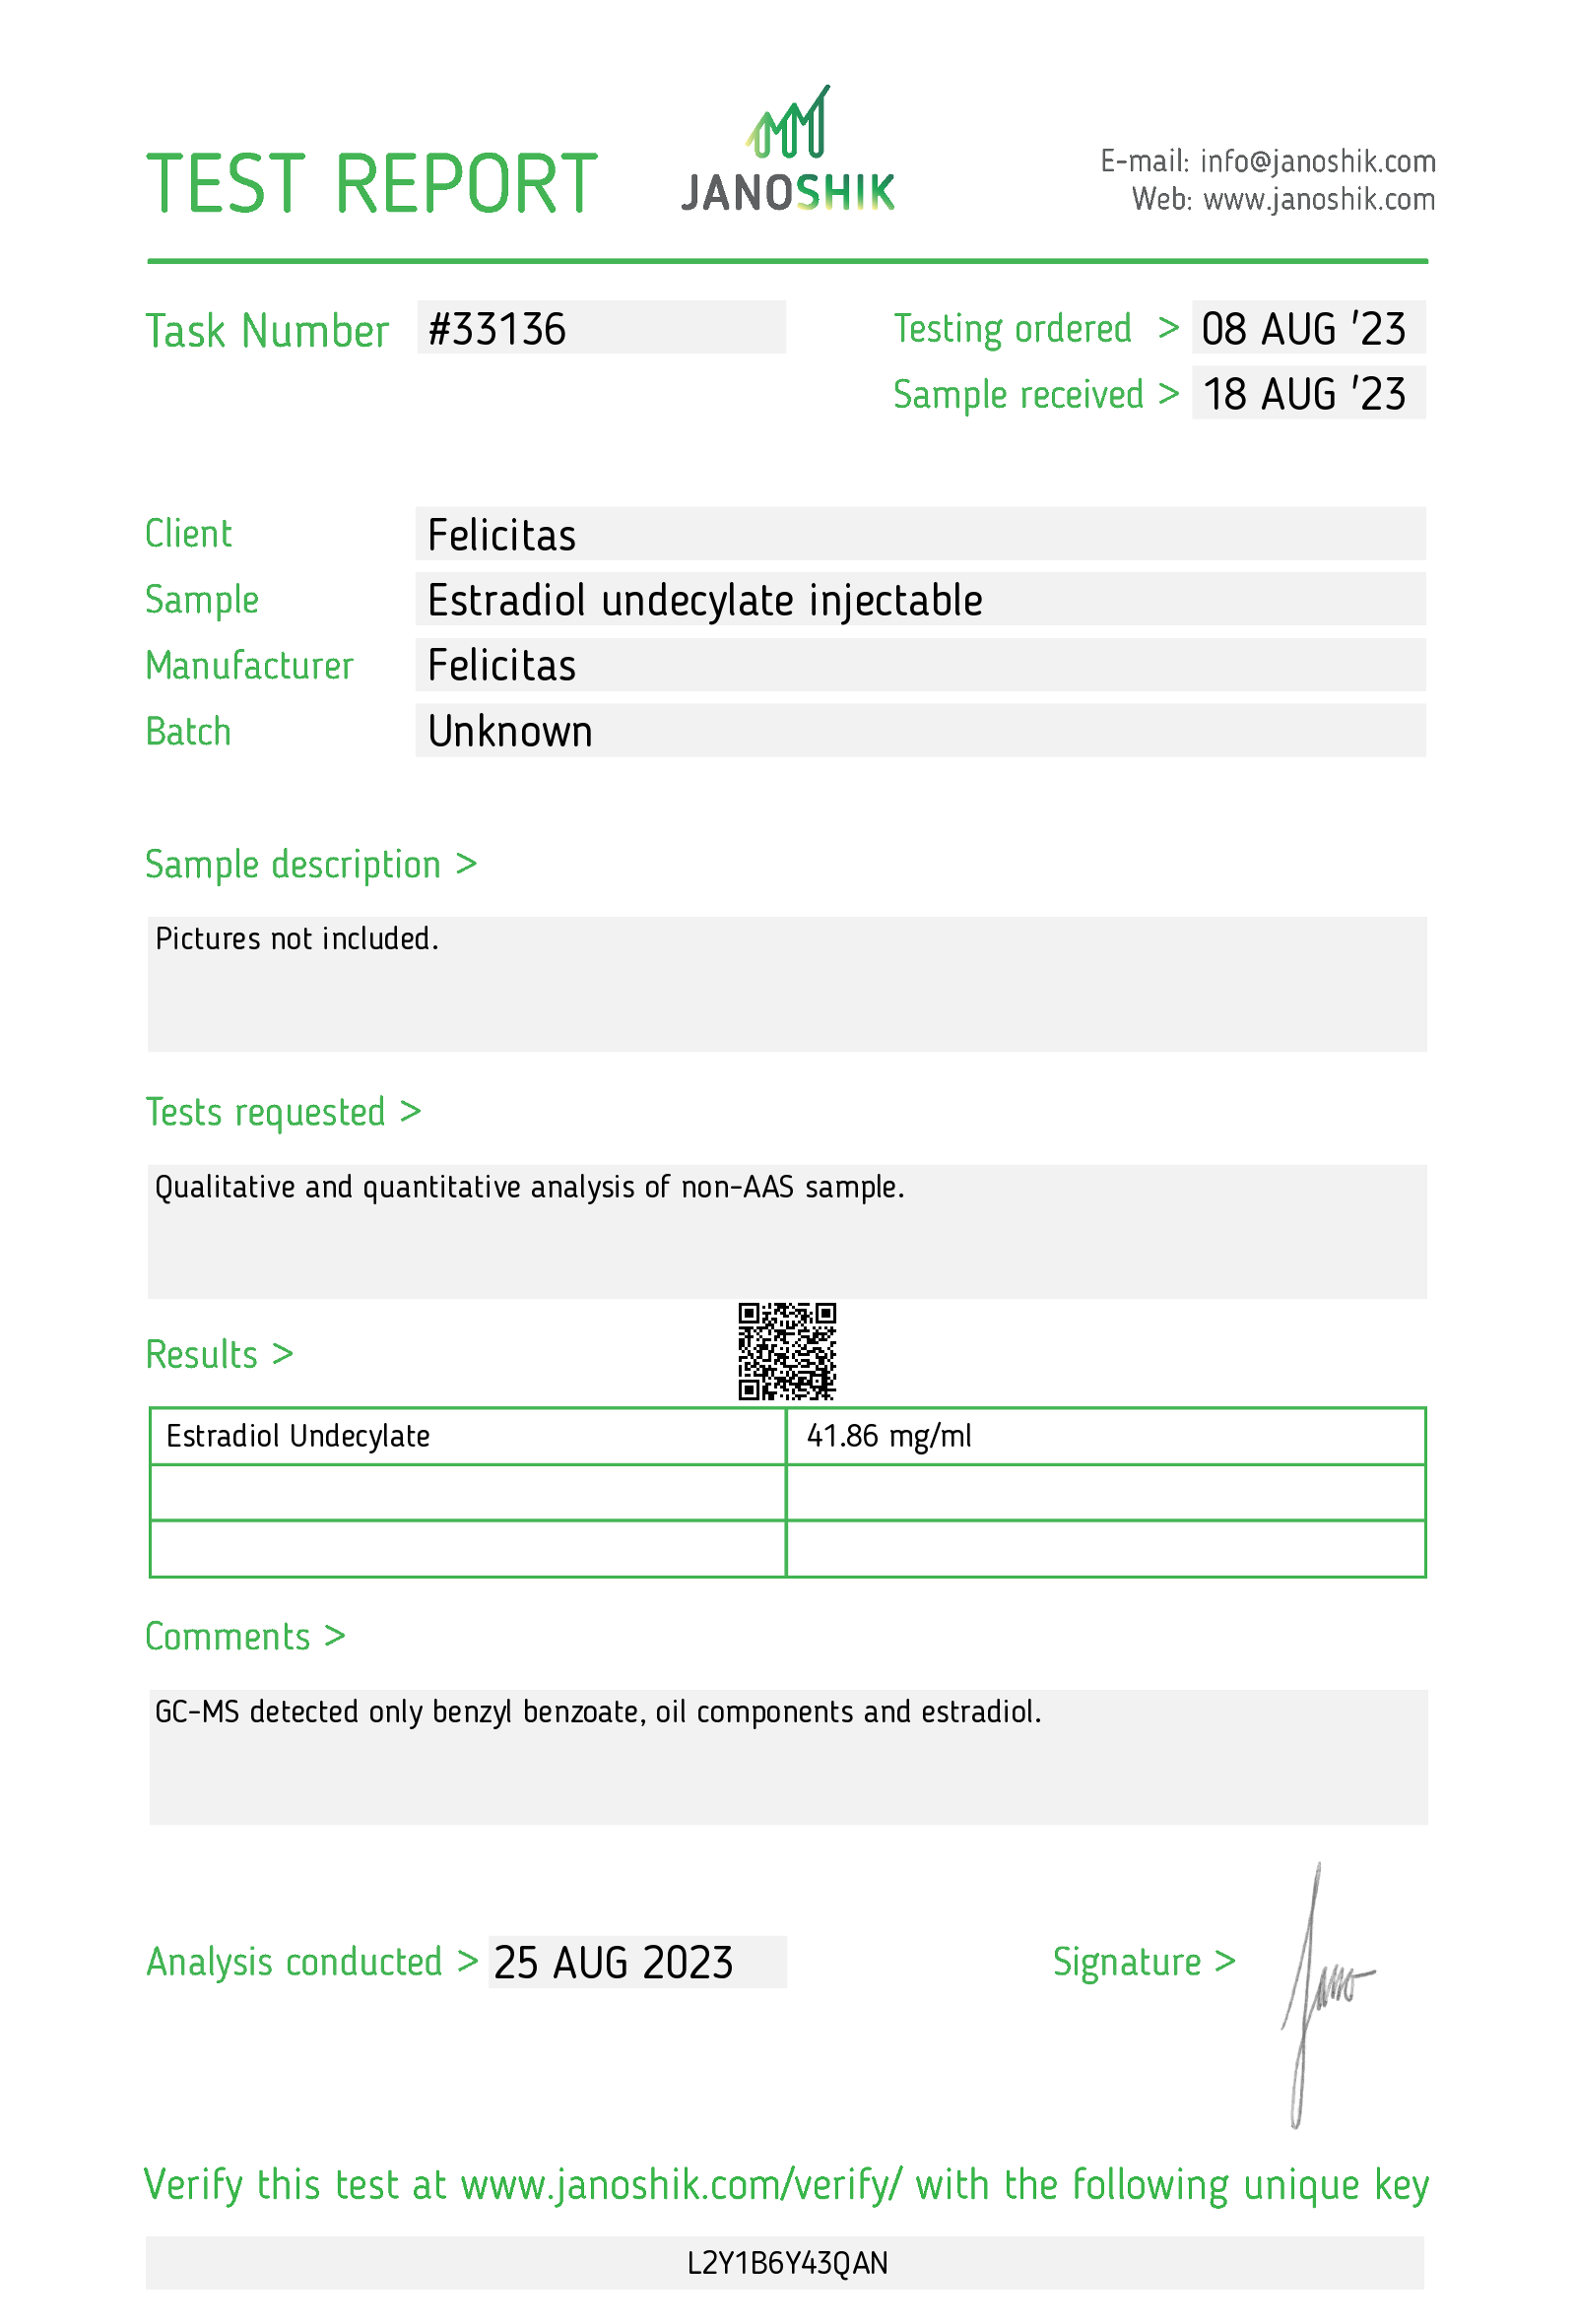 TEST REPORT
JANOSHIK
E-mail: info@janoshik.com
Web: www.janoshik.com
Task Number #33136
Testing ordered > 08 AUG '23
Sample received > 18 AUG '23
Client Felicitas
Sample Estradiol undecylate injectable
Manufacturer Felicitas
Batch Unknown
Sample description >
Pictures not included.
Tests requested >
Qualitative and quantitative analysis of non-AAS sample.
Results >
Estradiol Undecylate 41.86 mg/ml
Comments >
GC-MS detected only benzyl benzoate, oil components and estradiol.
Analysis conducted > 25 AUG 2023
Signature > Jano
Verify this test at www.janoshik.com/verify/ with the following unique key
L2Y1B6Y43QAN